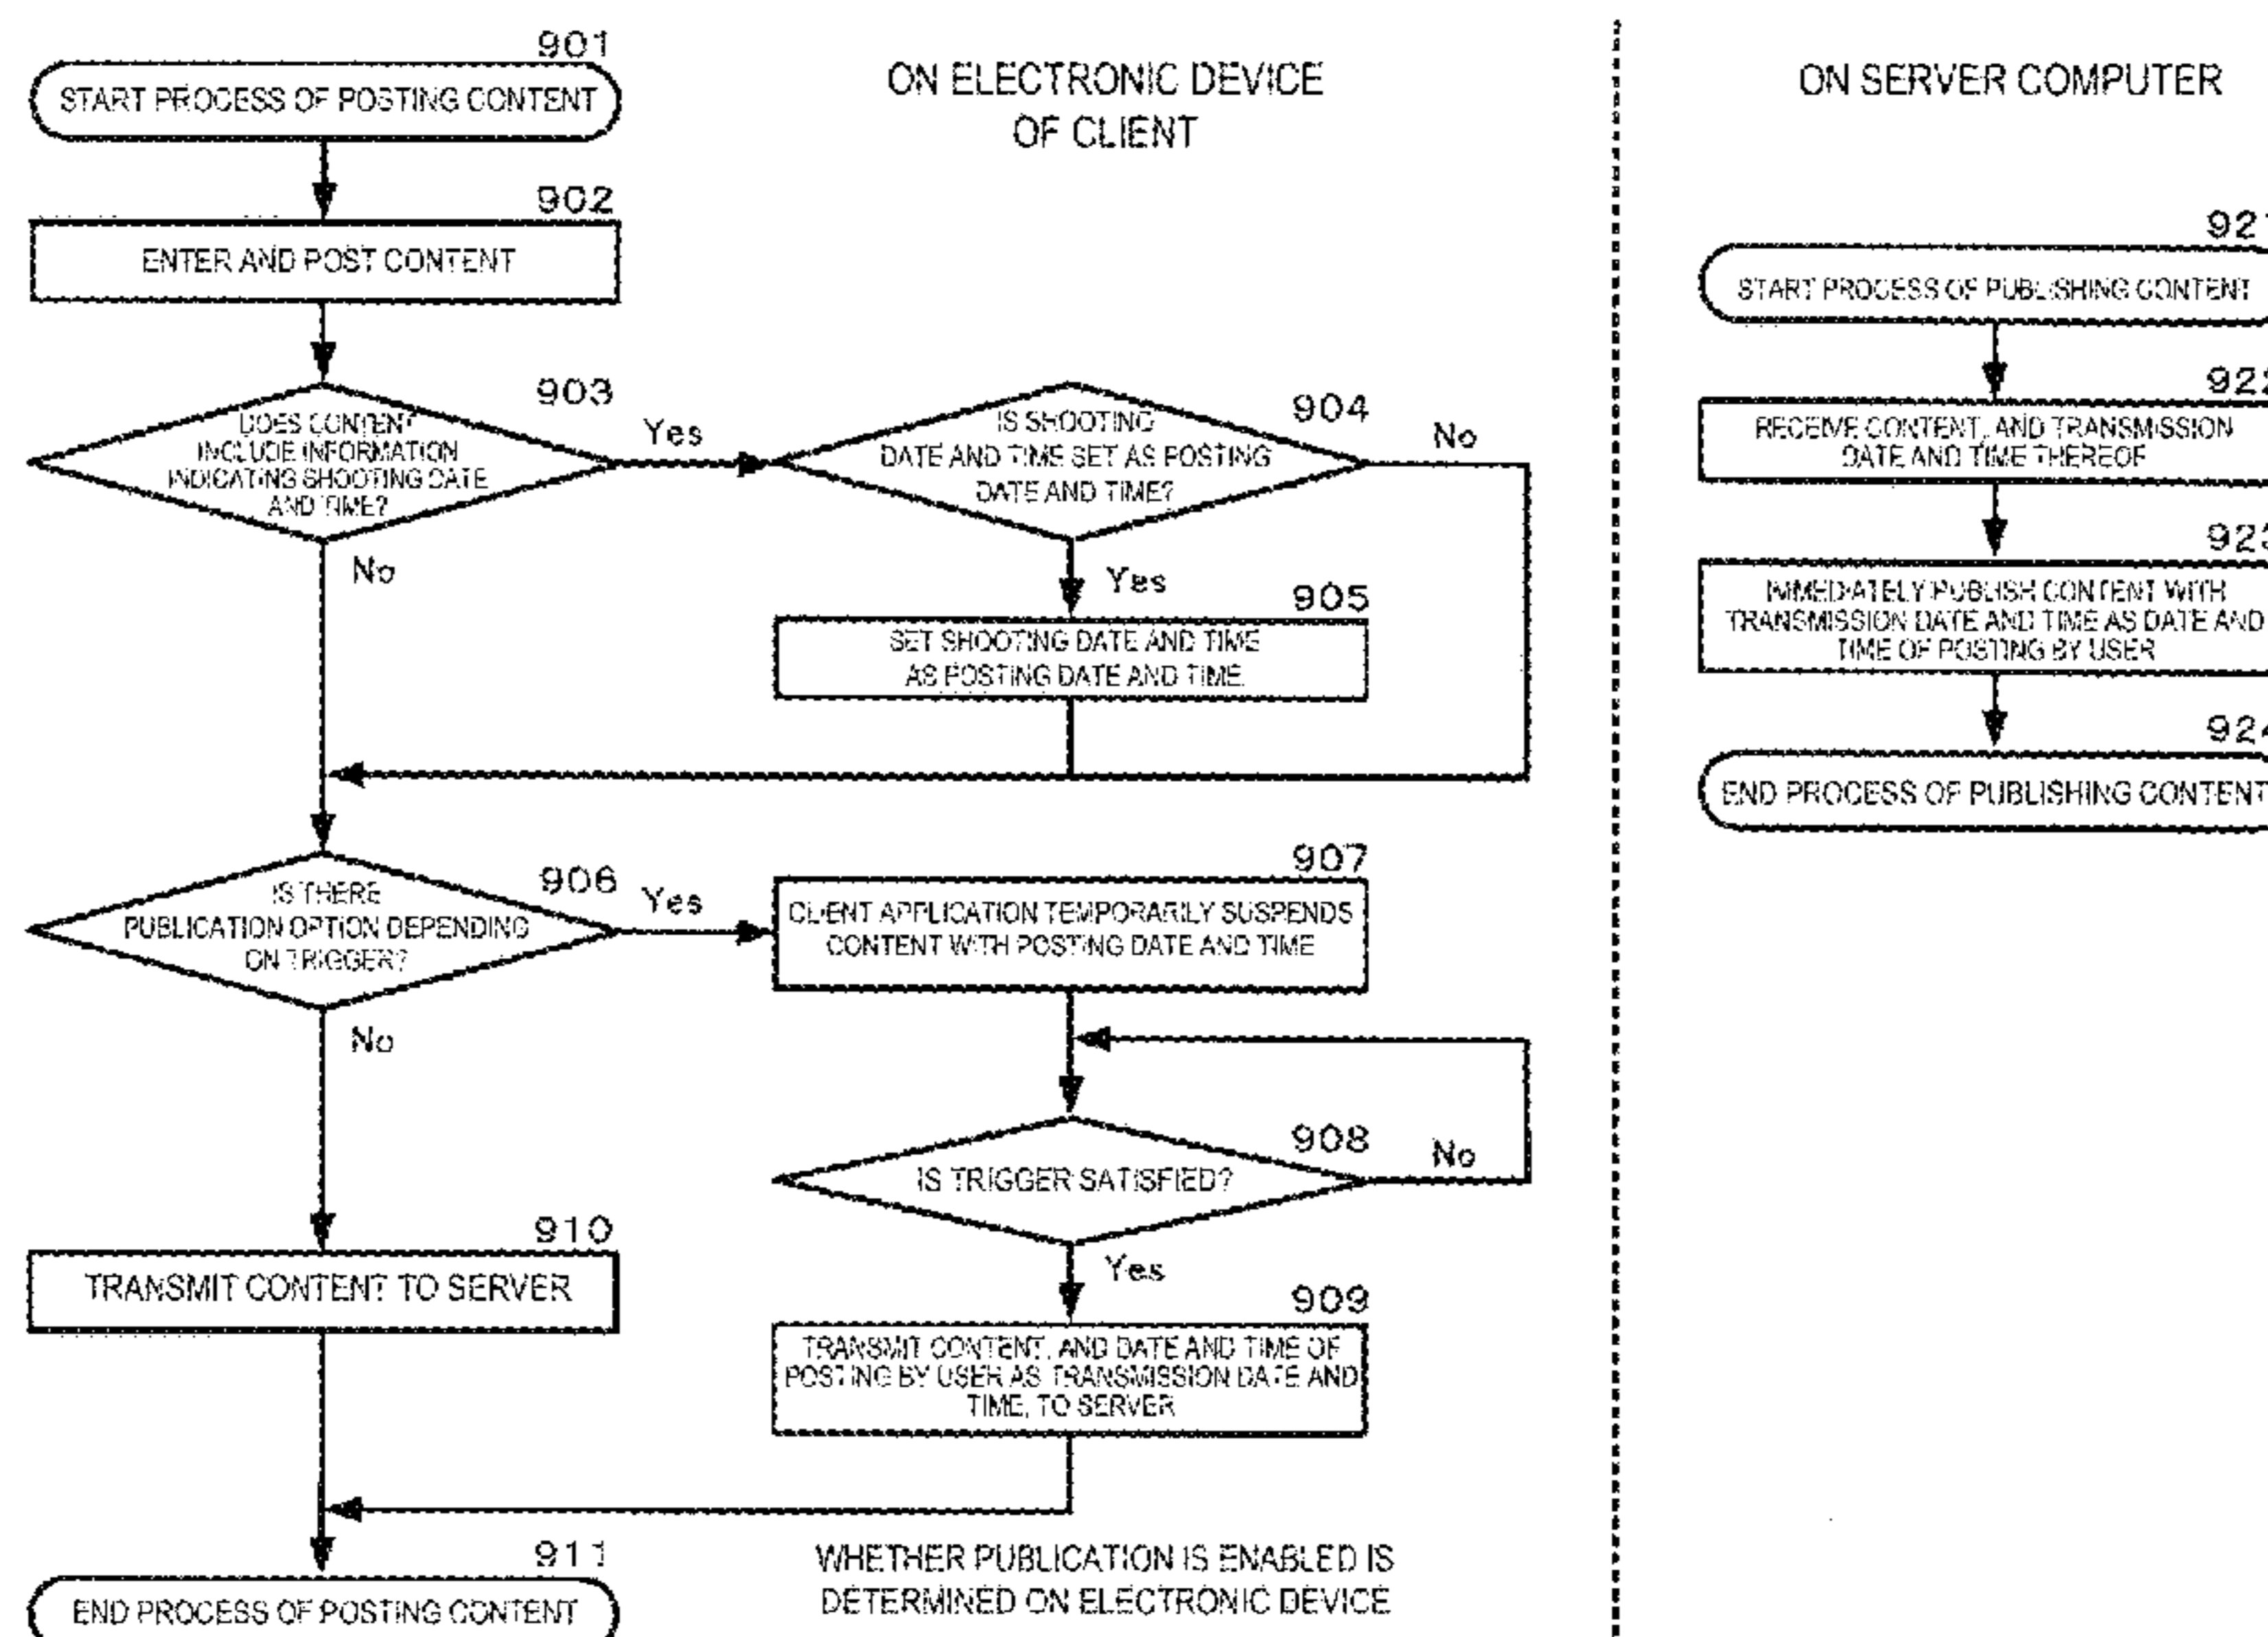 901
START PROCESS OF POSTING CONTENT
ON ELECTRONIC DEVICE
OF CLIENT
902
ENTER AND POST CONTENT
903
DOES CONTENT
INCLUDE INFORMATION
INDICATING SHOOTING DATE
AND TIME?
Yes
No
904
IS SHOOTING
DATE AND TIME SET AS POSTING
DATE AND TIME?
No
Yes
905
SET SHOOTING DATE AND TIME
AS POSTING DATE AND TIME.
906
IS THERE
PUBLICATION OPTION DEPENDING
ON TRIGGER?
Yes
No
907
CLIENT APPLICATION TEMPORARILY SUSPENDS
CONTENT WITH POSTING DATE AND TIME
908
IS TRIGGER SATISFIED?
No
Yes
909
TRANSMIT CONTENT, AND DATE AND TIME OF
POSTING BY USER AS TRANSMISSION DATE AND
TIME, TO SERVER
910
TRANSMIT CONTENT TO SERVER
911
END PROCESS OF POSTING CONTENT
WHETHER PUBLICATION IS ENABLED IS
DETERMINED ON ELECTRONIC DEVICE
ON SERVER COMPUTER
921
START PROCESS OF PUBLISHING CONTENT
922
RECEIVE CONTENT, AND TRANSMISSION
DATE AND TIME THEREOF
923
IMMEDIATELY PUBLISH CONTENT WITH
TRANSMISSION DATE AND TIME AS DATE AND
TIME OF POSTING BY USER
924
END PROCESS OF PUBLISHING CONTENT